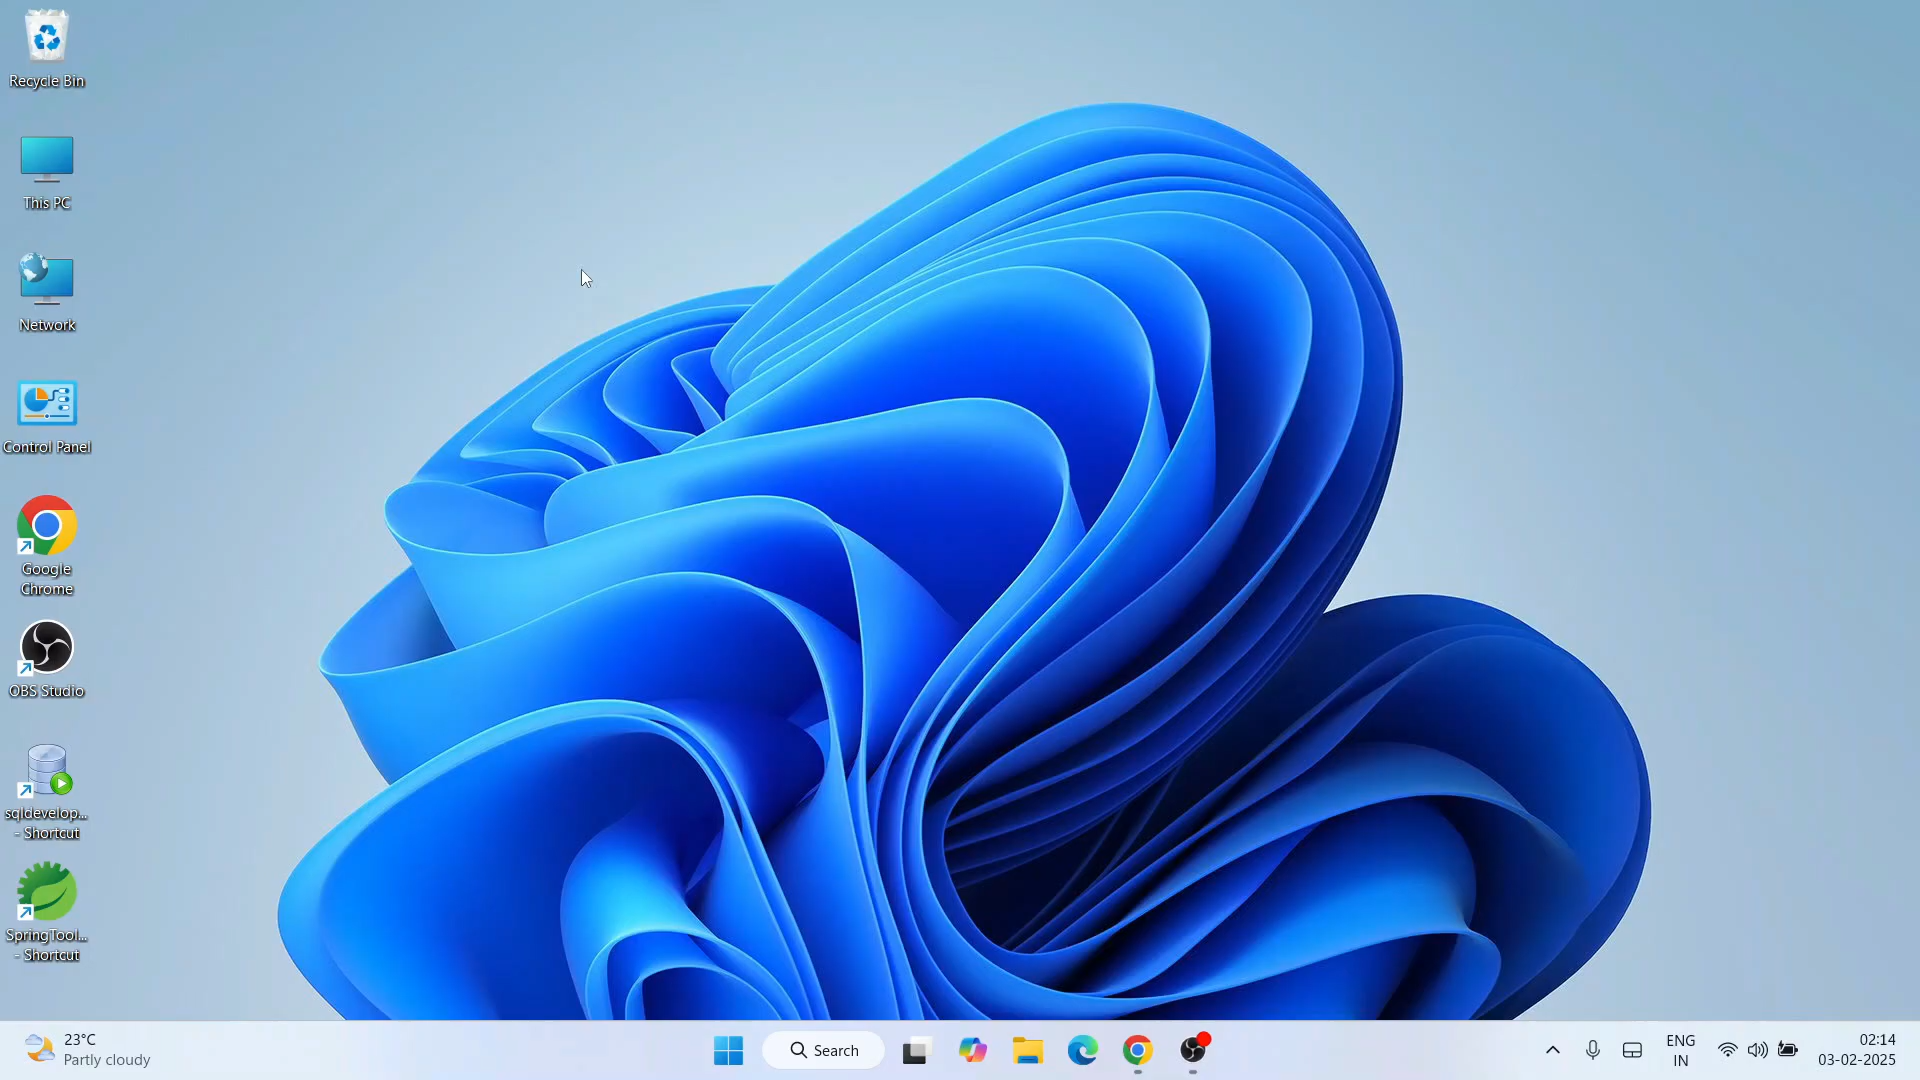 Recycle Bin
This PC
Network
Control Panel
Google
Chrome
OBS Studio
sqldevelop...
- Shortcut
SpringTool...
- Shortcut
23°C
Partly cloudy
Search
ENG
IN
02:14
03-02-2025